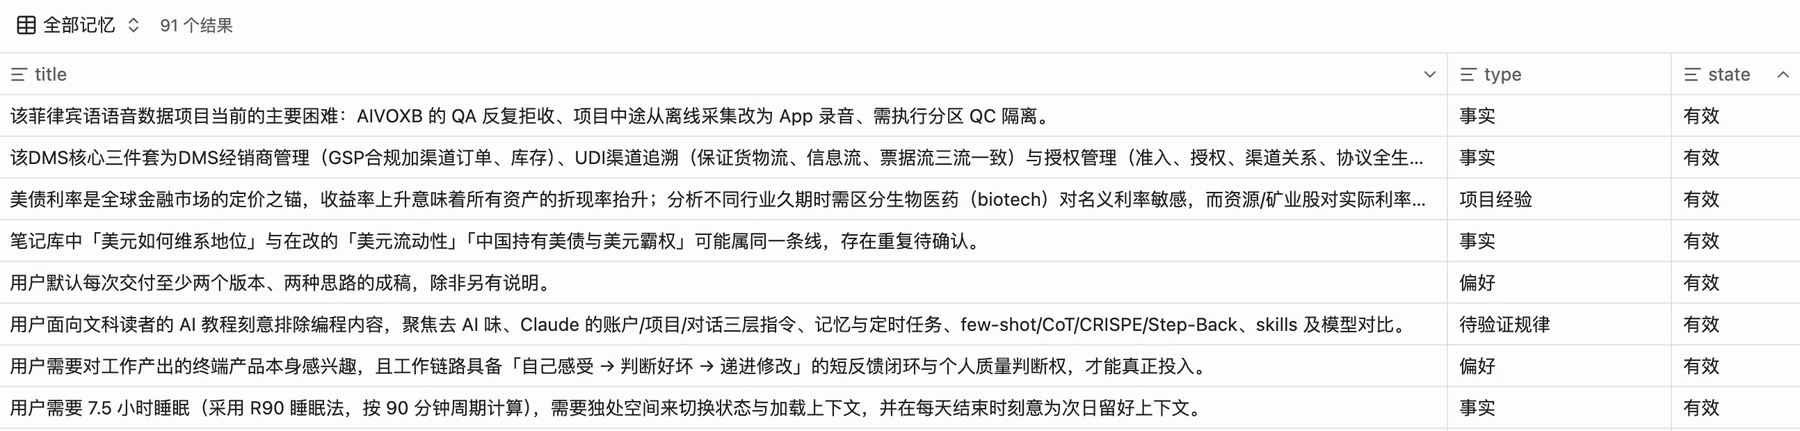 全部记忆 91 个结果
title type state
该菲律宾语语音数据项目当前的主要困难：AIVOXB 的 QA 反复拒收、项目中途从离线采集改为 App 录音、需执行分区 QC 隔离。 事实 有效
该DMS核心三件套为DMS经销商管理（GSP合规加渠道订单、库存）、UDI渠道追溯（保证货物流、信息流、票据流三流一致）与授权管理（准入、授权、渠道关系、协议全生... 事实 有效
美债利率是全球金融市场的定价之锚，收益率上升意味着所有资产的折现率抬升；分析不同行业久期时需区分生物医药（biotech）对名义利率敏感，而资源/矿业股对实际利率... 项目经验 有效
笔记库中「美元如何维系地位」与在改的「美元流动性」「中国持有美债与美元霸权」可能属同一条线，存在重复待确认。 事实 有效
用户默认每次交付至少两个版本、两种思路的成稿，除非另有说明。 偏好 有效
用户面向文科读者的 AI 教程刻意排除编程内容，聚焦去 AI 味、Claude 的账户/项目/对话三层指令、记忆与定时任务、few-shot/CoT/CRISPE/Step-Back、skills 及模型对比。 待验证规律 有效
用户需要对工作产出的终端产品本身感兴趣，且工作链路具备「自己感受 → 判断好坏 → 递进修改」的短反馈闭环与个人质量判断权，才能真正投入。 偏好 有效
用户需要 7.5 小时睡眠（采用 R90 睡眠法，按 90 分钟周期计算），需要独处空间来切换状态与加载上下文，并在每天结束时刻意为次日留好上下文。 事实 有效